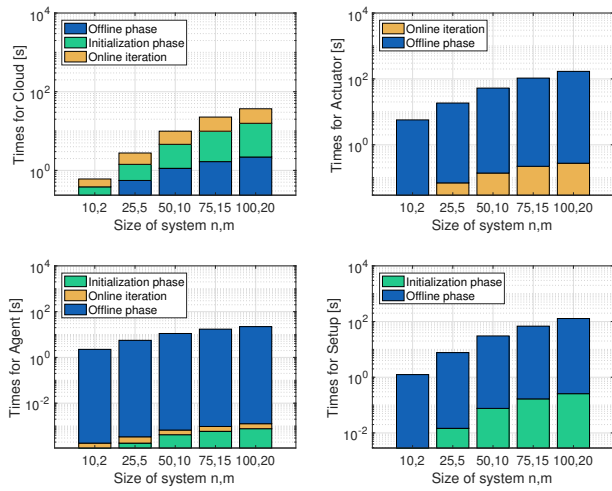 Times for Cloud [s]
10^4
10^2
10^0
Offline phase
Initialization phase
Online iteration
10,2 25,5 50,10 75,15 100,20
Size of system n,m
Times for Actuator [s]
10^4
10^2
10^0
Online iteration
Offline phase
10,2 25,5 50,10 75,15 100,20
Size of system n,m
Times for Agent [s]
10^4
10^2
10^0
10^-2
Initialization phase
Online iteration
Offline phase
10,2 25,5 50,10 75,15 100,20
Size of system n,m
Times for Setup [s]
10^4
10^2
10^0
10^-2
Initialization phase
Offline phase
10,2 25,5 50,10 75,15 100,20
Size of system n,m